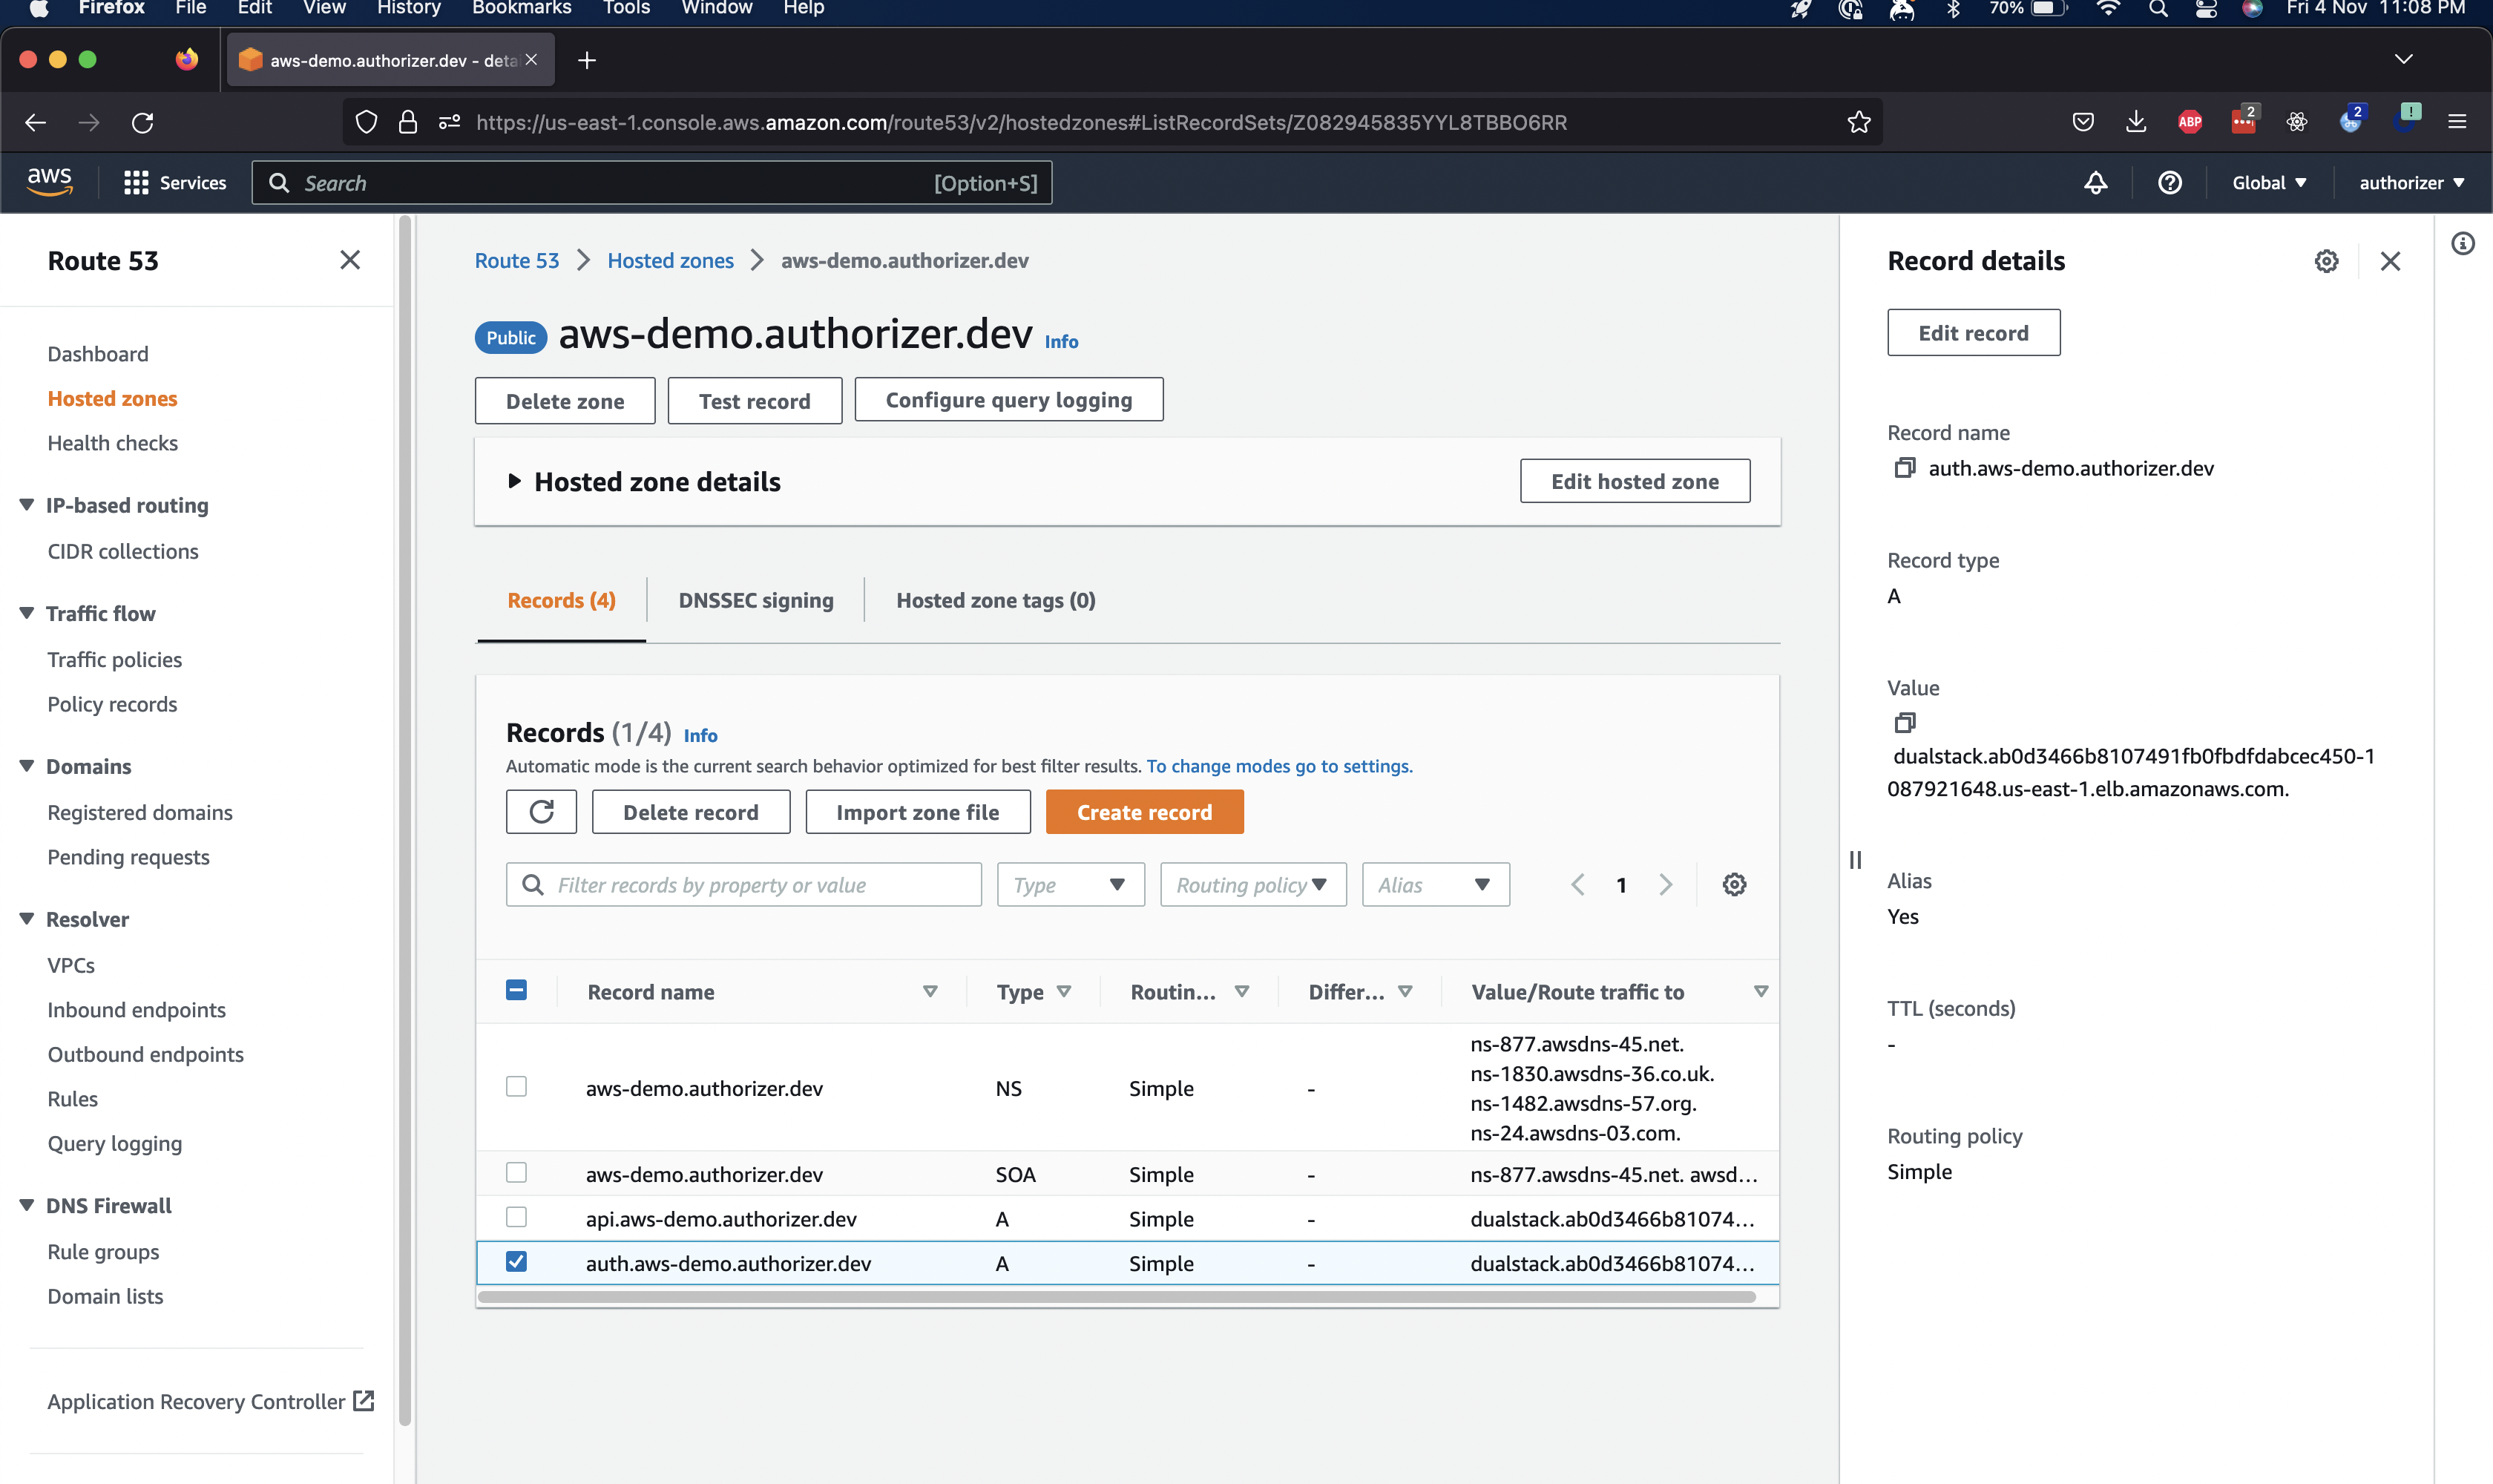 Firefox File Edit View History Bookmarks Tools Window Help 70% Fri 4 Nov 11:08 PM
aws-demo.authorizer.dev - deta
https://us-east-1.console.aws.amazon.com/route53/v2/hostedzones#ListRecordSets/Z082945835YYL8TBBO6RR ABP 2 2 !
aws Services Search [Option+S] Global authorizer
Route 53
Dashboard
Hosted zones
Health checks
IP-based routing
CIDR collections
Traffic flow
Traffic policies
Policy records
Domains
Registered domains
Pending requests
Resolver
VPCs
Inbound endpoints
Outbound endpoints
Rules
Query logging
DNS Firewall
Rule groups
Domain lists
Application Recovery Controller
Route 53 Hosted zones aws-demo.authorizer.dev
Public aws-demo.authorizer.dev Info
Delete zone Test record Configure query logging
Hosted zone details Edit hosted zone
Records (4) DNSSEC signing Hosted zone tags (0)
Records (1/4) Info
Automatic mode is the current search behavior optimized for best filter results. To change modes go to settings.
Delete record Import zone file Create record
Filter records by property or value Type Routing policy Alias 1
Record name Type Routin... Differ... Value/Route traffic to
aws-demo.authorizer.dev NS Simple - ns-877.awsdns-45.net.
ns-1830.awsdns-36.co.uk.
ns-1482.awsdns-57.org.
ns-24.awsdns-03.com.
aws-demo.authorizer.dev SOA Simple - ns-877.awsdns-45.net. awsd...
api.aws-demo.authorizer.dev A Simple - dualstack.ab0d3466b81074...
auth.aws-demo.authorizer.dev A Simple - dualstack.ab0d3466b81074...
Record details
Edit record
Record name
auth.aws-demo.authorizer.dev
Record type
A
Value
dualstack.ab0d3466b8107491fb0fbdfdabcec450-1
087921648.us-east-1.elb.amazonaws.com.
Alias
Yes
TTL (seconds)
-
Routing policy
Simple